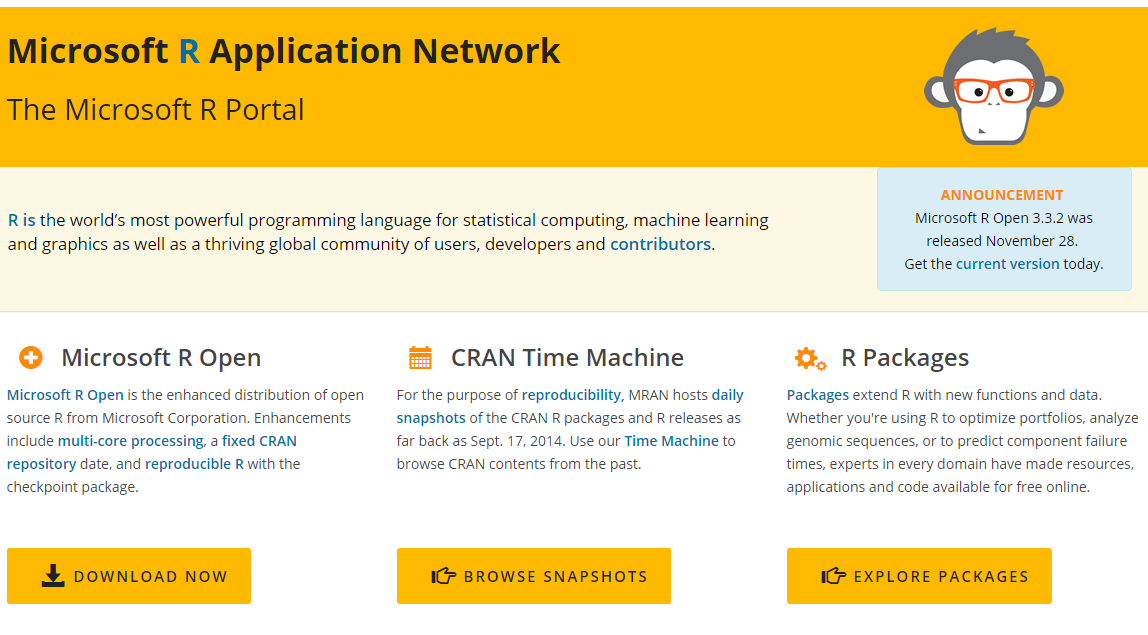 Microsoft R Application Network
The Microsoft R Portal
R is the world’s most powerful programming language for statistical computing, machine learning
and graphics as well as a thriving global community of users, developers and contributors.
ANNOUNCEMENT
Microsoft R Open 3.3.2 was
released November 28.
Get the current version today.
Microsoft R Open
Microsoft R Open is the enhanced distribution of open
source R from Microsoft Corporation. Enhancements
include multi-core processing, a fixed CRAN
repository date, and reproducible R with the
checkpoint package.
DOWNLOAD NOW
CRAN Time Machine
For the purpose of reproducibility, MRAN hosts daily
snapshots of the CRAN R packages and R releases as
far back as Sept. 17, 2014. Use our Time Machine to
browse CRAN contents from the past.
BROWSE SNAPSHOTS
R Packages
Packages extend R with new functions and data.
Whether you're using R to optimize portfolios, analyze
genomic sequences, or to predict component failure
times, experts in every domain have made resources,
applications and code available for free online.
EXPLORE PACKAGES